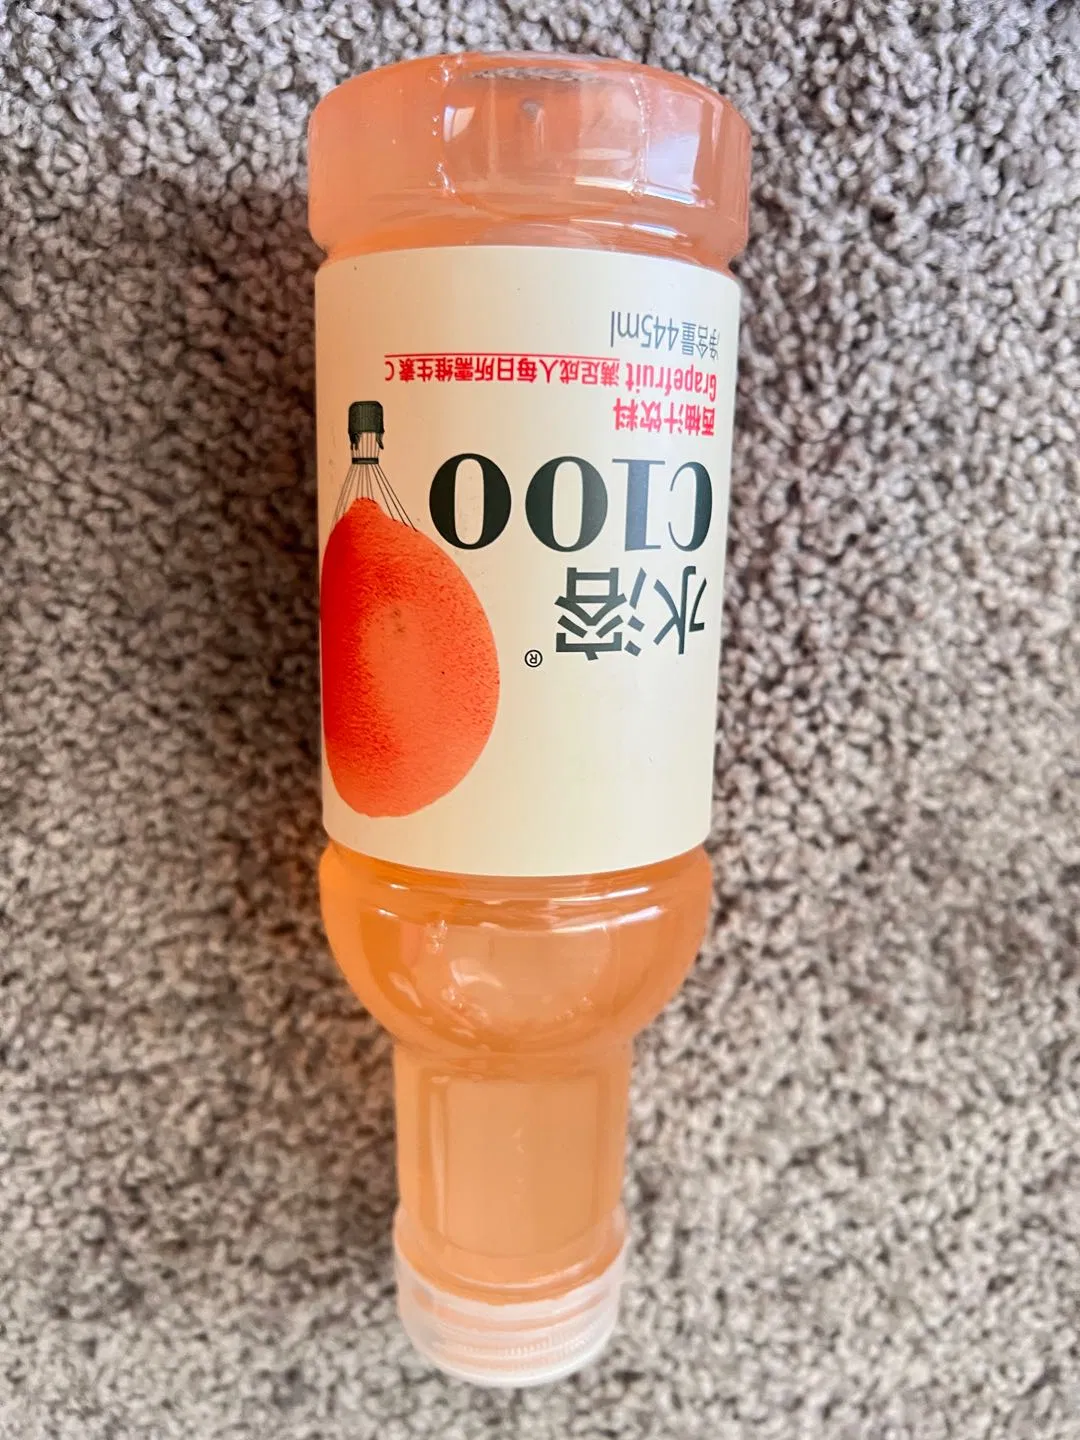 水溶®
C100
西柚汁饮料
Grapefruit 满足成人每日所需维生素C
净含量445ml